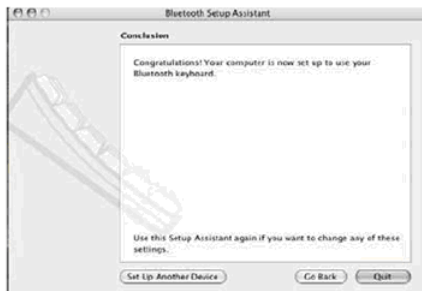 Bluetooth Setup Assistant
Conclusion
Congratulations! Your computer is now set up to use your
Bluetooth keyboard.
Use this Setup Assistant again if you want to change any of these
settings.
Set Up Another Device
Go Back
Quit